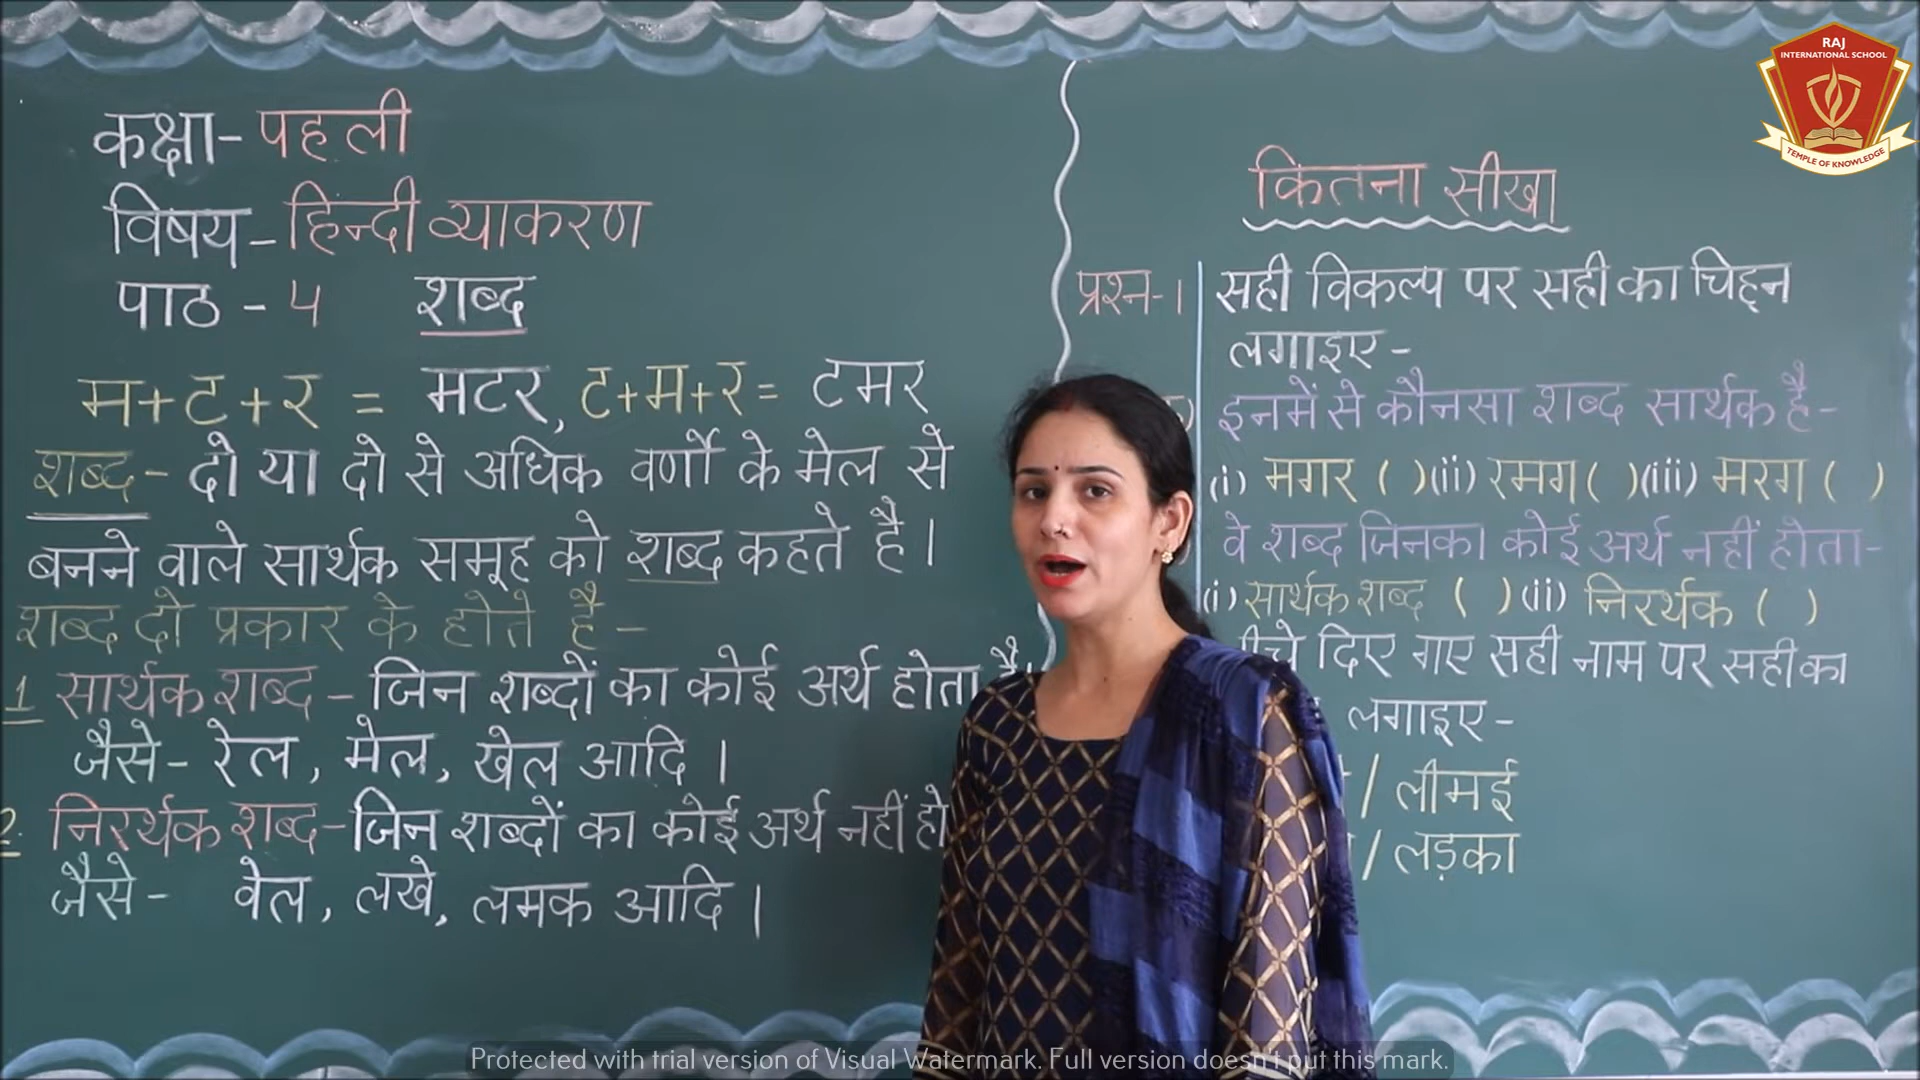 कक्षा- पहली
विषय- हिन्दी व्याकरण
पाठ - 4 शब्द
म+ट+र = मटर, ट+म+र= टमर
शब्द- दो या दो से अधिक वर्णों के मेल से
बनने वाले सार्थक समूह को शब्द कहते है।
शब्द दो प्रकार के होते है-
1 सार्थक शब्द - जिन शब्दों का कोई अर्थ होता है।
जैसे- रेल, मेल, खेल आदि।
2. निरर्थक शब्द-जिन शब्दों का कोई अर्थ नहीं हो
जैसे- वेल, लखे, लमक आदि।
कितना सीखा
प्रश्न-1 सही विकल्प पर सही का चिह्न
लगाइए-
इनमें से कौनसा शब्द सार्थक है-
(i) मगर ( ) (ii) रमग ( ) (iii) मरग ( )
वे शब्द जिनका कोई अर्थ नहीं होता-
(i) सार्थक शब्द ( ) (ii) निरर्थक ( )
दिए गए सही नाम पर सही का
लगाइए-
/ लीमई
/ लड़का
RAJ
INTERNATIONAL SCHOOL
TEMPLE OF KNOWLEDGE
Protected with trial version of Visual Watermark. Full version doesn't put this mark.